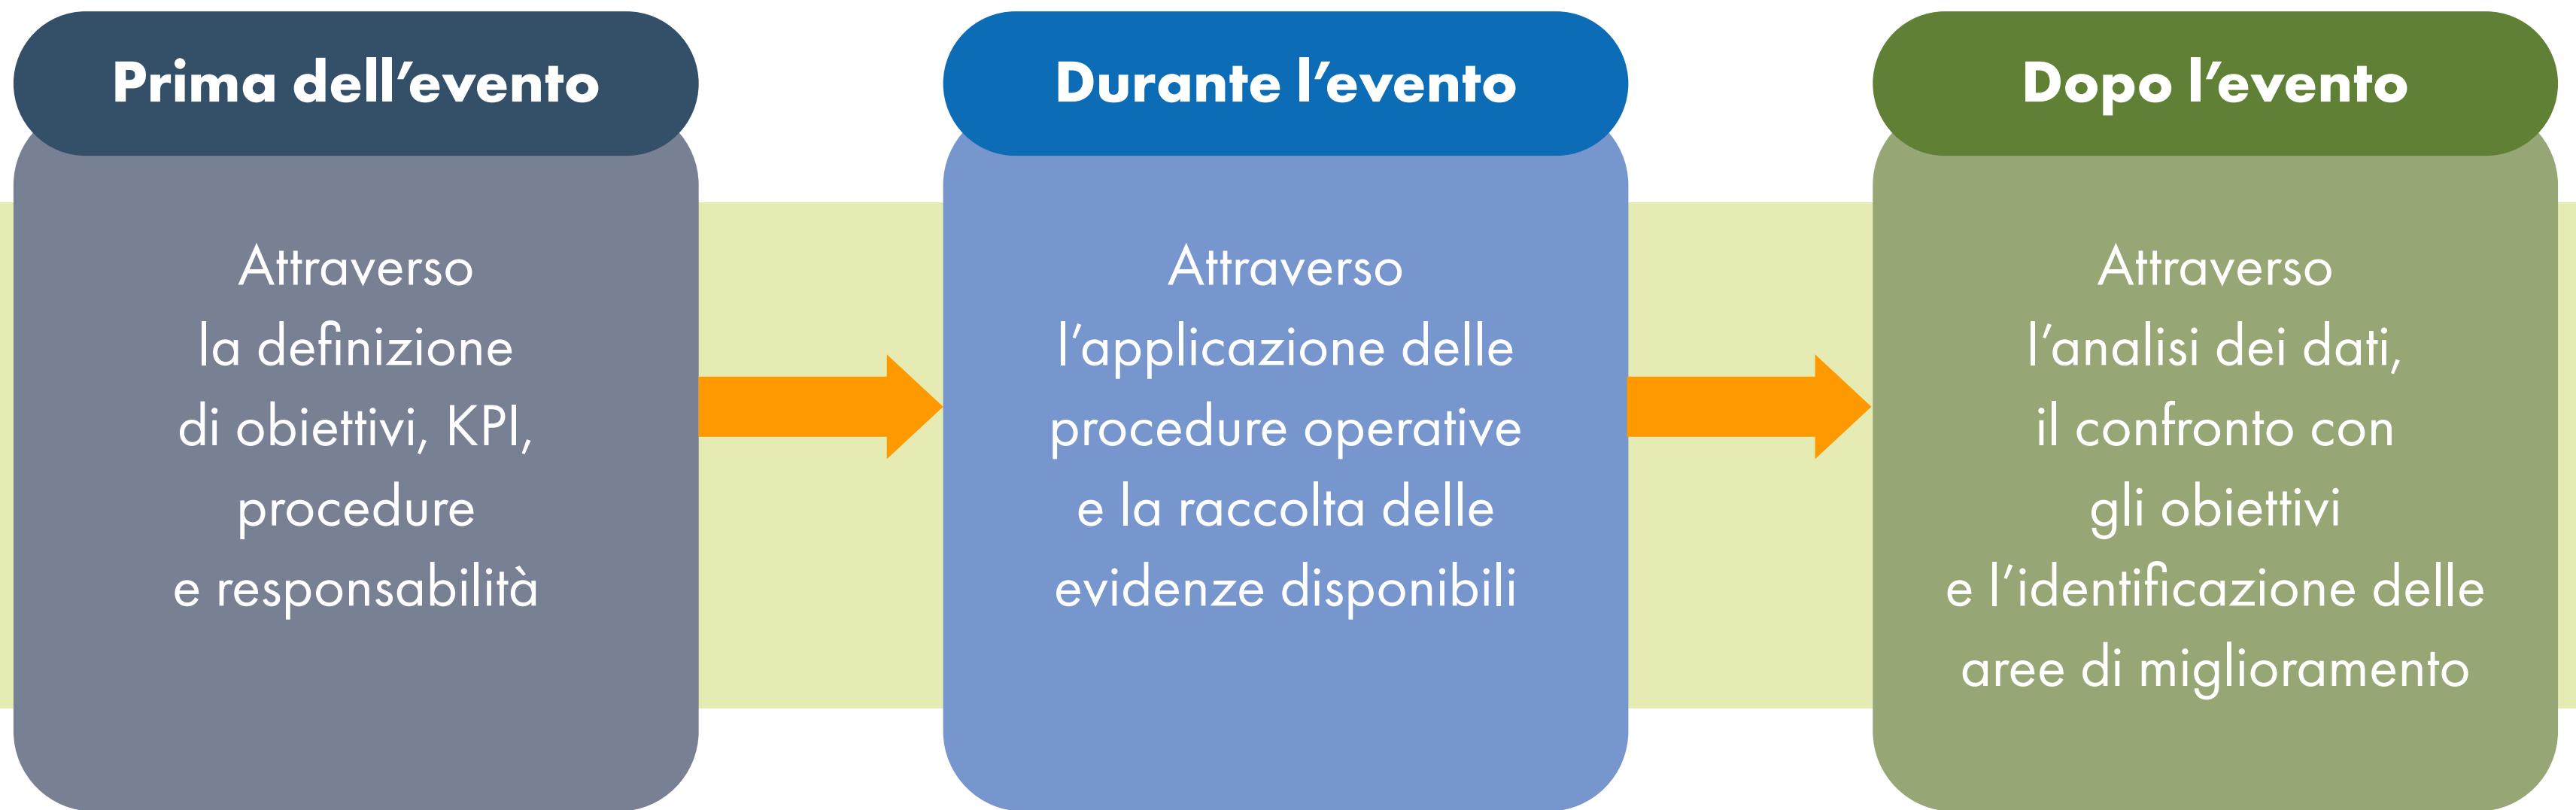 Prima dell’evento
Attraverso
la definizione
di obiettivi, KPI,
procedure
e responsabilità
Durante l’evento
Attraverso
l’applicazione delle
procedure operative
e la raccolta delle
evidenze disponibili
Dopo l’evento
Attraverso
l’analisi dei dati,
il confronto con
gli obiettivi
e l’identificazione delle
aree di miglioramento